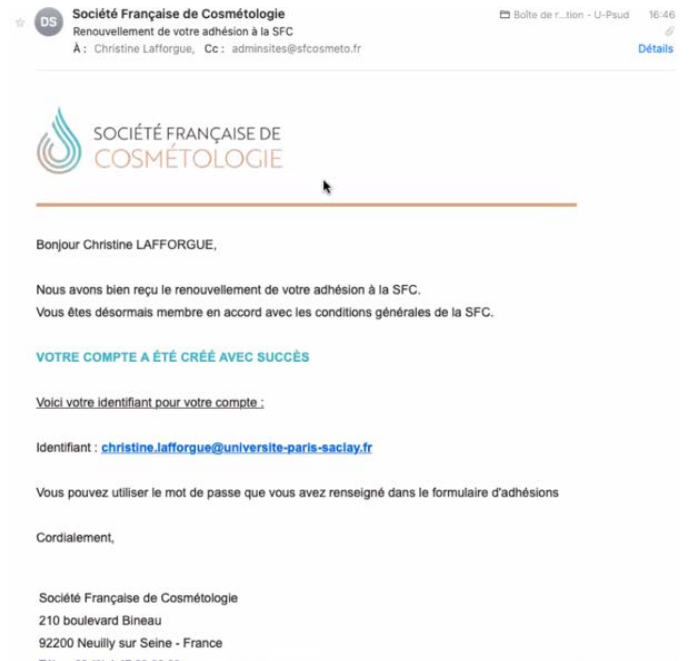 Société Française de Cosmétologie
Boîte de r...tion - U-Psud 16:46
DS
Renouvellement de votre adhésion à la SFC
À : Christine Lafforgue, Cc : adminsites@sfcosmeto.fr
Détails
SOCIÉTÉ FRANÇAISE DE
COSMÉTOLOGIE
Bonjour Christine LAFFORGUE,
Nous avons bien reçu le renouvellement de votre adhésion à la SFC.
Vous êtes désormais membre en accord avec les conditions générales de la SFC.
VOTRE COMPTE A ÉTÉ CRÉÉ AVEC SUCCÈS
Voici votre identifiant pour votre compte :
Identifiant : christine.lafforgue@universite-paris-saclay.fr
Vous pouvez utiliser le mot de passe que vous avez renseigné dans le formulaire d'adhésions
Cordialement,
Société Française de Cosmétologie
210 boulevard Bineau
92200 Neuilly sur Seine - France